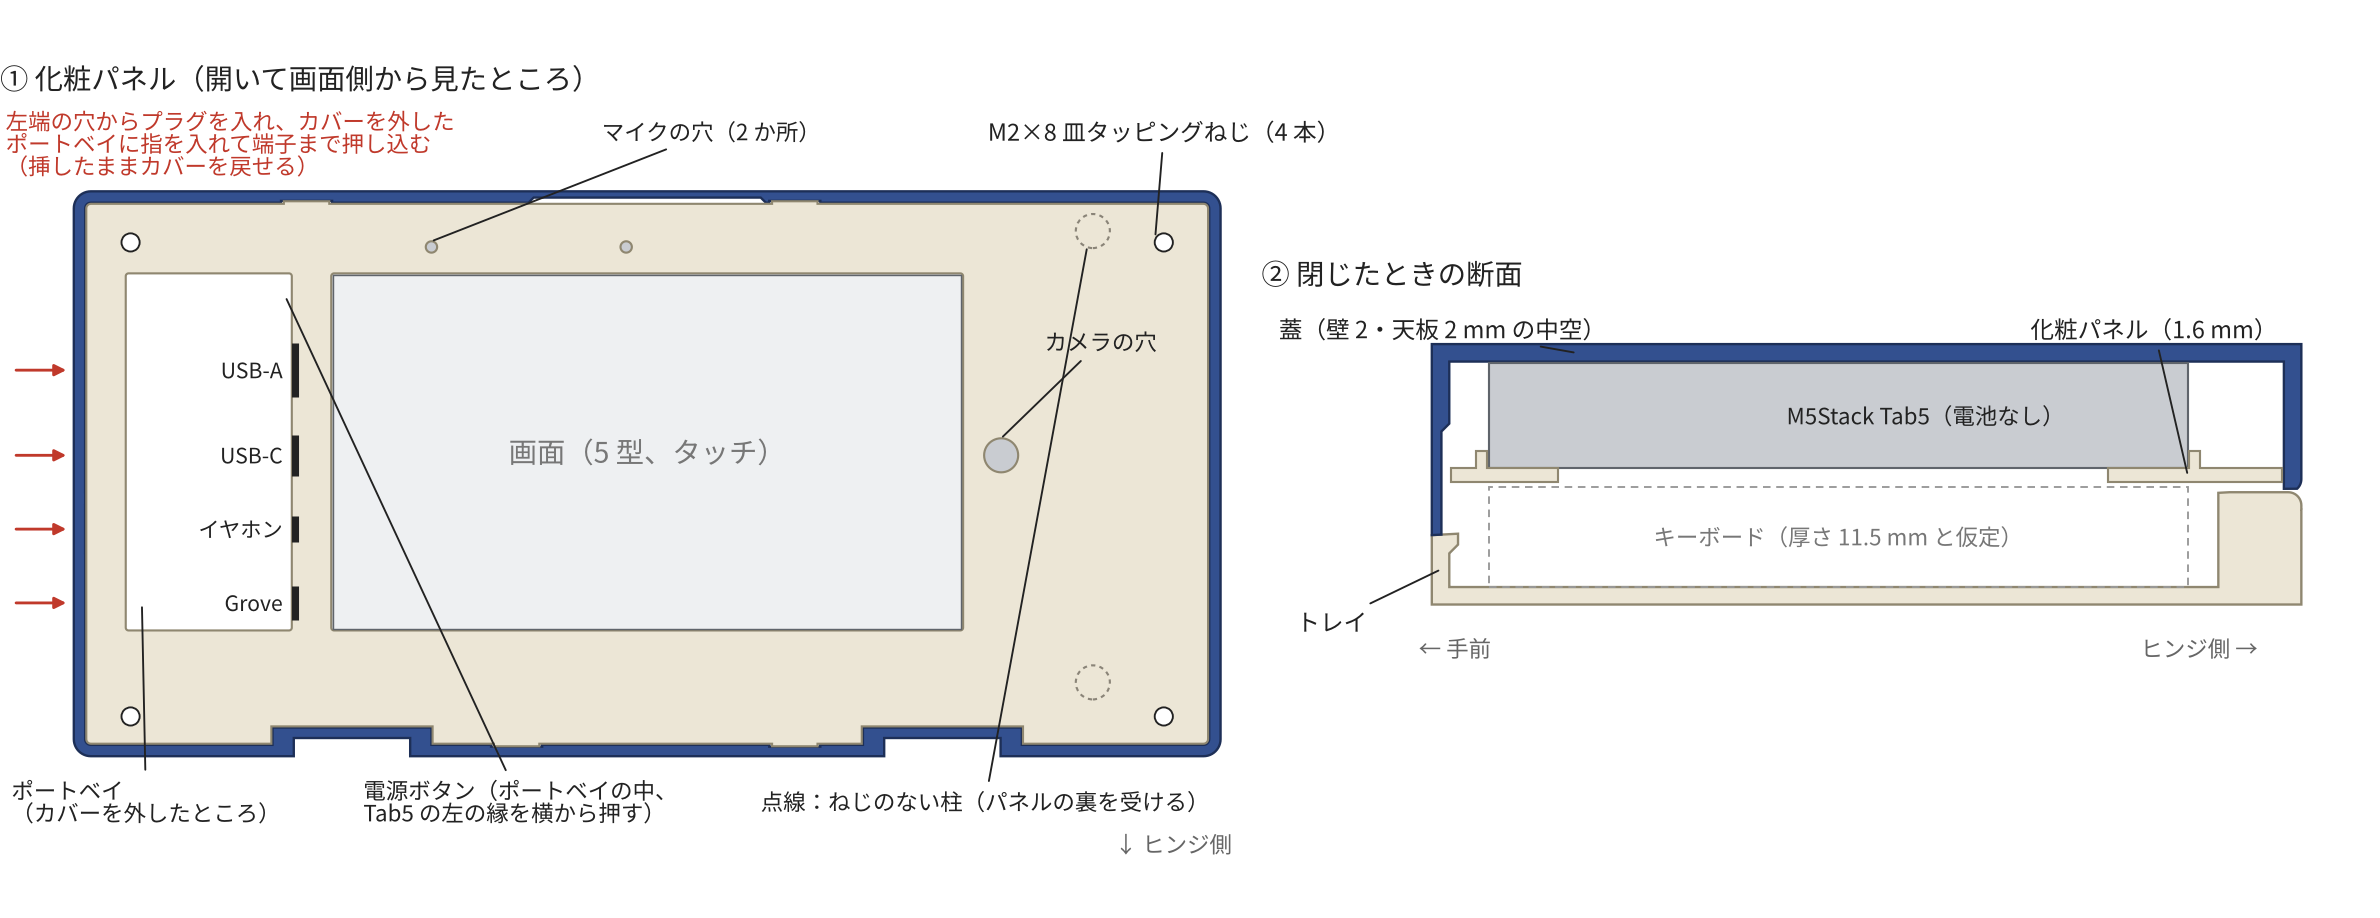 ① 化粧パネル（開いて画面側から見たところ）
左端の穴からプラグを入れ、カバーを外した
ポートベイに指を入れて端子まで押し込む
（挿したままカバーを戻せる）
マイクの穴（2 か所）
M2×8 皿タッピングねじ（4 本）
カメラの穴
USB-A
USB-C
イヤホン
Grove
画面（5 型、タッチ）
ポートベイ
（カバーを外したところ）
電源ボタン（ポートベイの中、
Tab5 の左の縁を横から押す）
点線：ねじのない柱（パネルの裏を受ける）
↓ ヒンジ側
② 閉じたときの断面
蓋（壁 2・天板 2 mm の中空）
化粧パネル（1.6 mm）
M5Stack Tab5（電池なし）
キーボード（厚さ 11.5 mm と仮定）
トレイ
← 手前
ヒンジ側 →